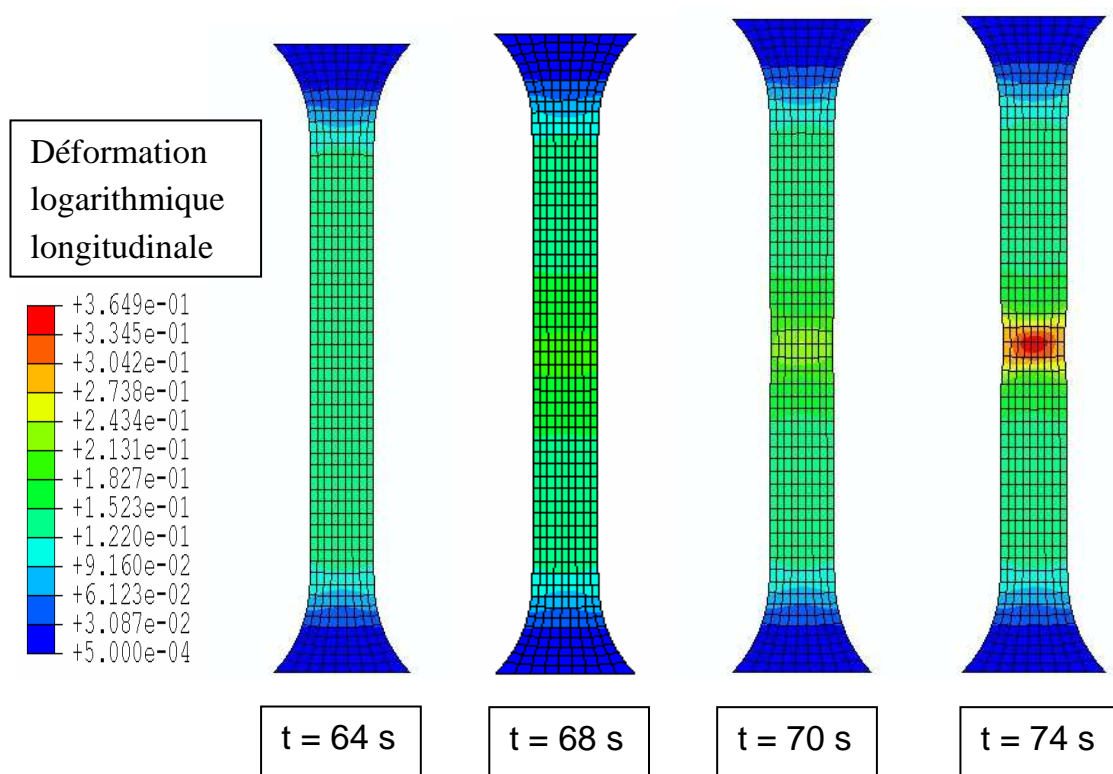 Déformation
logarithmique
longitudinale
+3.649e-01
+3.345e-01
+3.042e-01
+2.738e-01
+2.434e-01
+2.131e-01
+1.827e-01
+1.523e-01
+1.220e-01
+9.160e-02
+6.123e-02
+3.087e-02
+5.000e-04
t = 64 s
t = 68 s
t = 70 s
t = 74 s